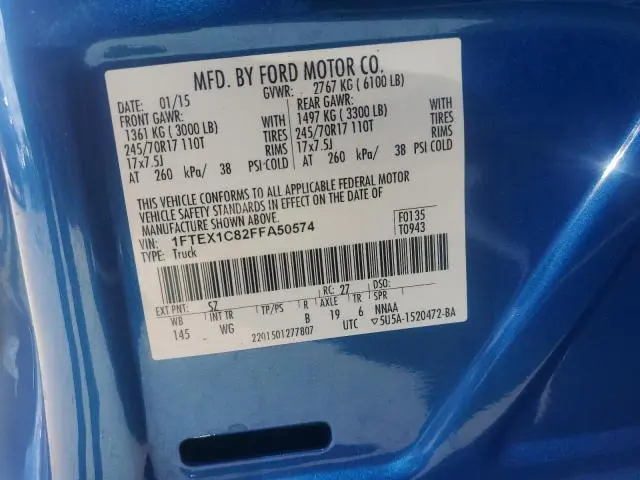 MFD. BY FORD MOTOR CO.
DATE: 01/15 GVWR: 2767 KG ( 6100 LB)
FRONT GAWR: REAR GAWR:
1361 KG ( 3000 LB) WITH 1497 KG ( 3300 LB) WITH
245/70R17 110T TIRES 245/70R17 110T TIRES
17x7.5J RIMS 17x7.5J RIMS
AT 260 kPa/ 38 PSI COLD AT 260 kPa/ 38 PSI COLD
THIS VEHICLE CONFORMS TO ALL APPLICABLE FEDERAL MOTOR
VEHICLE SAFETY STANDARDS IN EFFECT ON THE DATE OF
MANUFACTURE SHOWN ABOVE.
VIN: 1FTEX1C82FFA50574 F0135
TYPE: Truck T0943
EXT PNT: SZ RC: 27 DSO:
WB INT TR TP/PS R AXLE TR SPR
145 WG B 19 6 NNAA
2201501277807 UTC ▽5U5A-1520472-BA